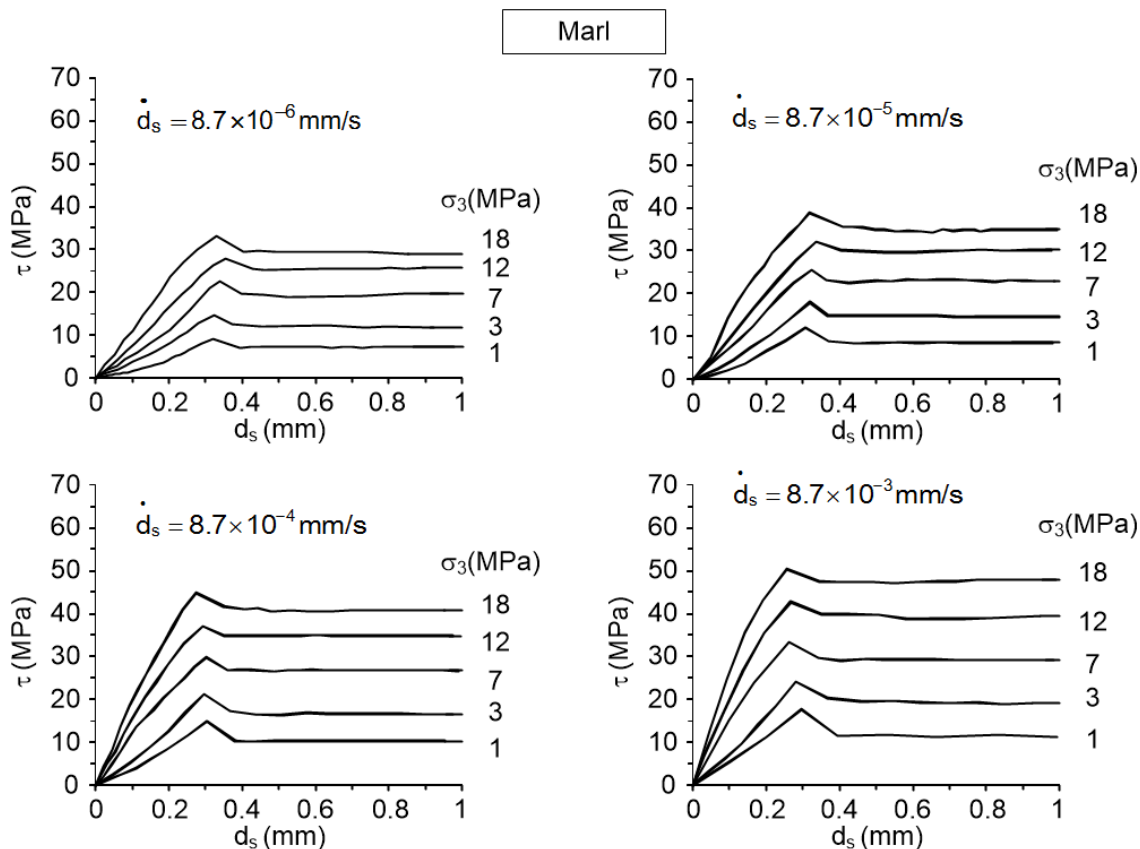 Marl
70
60
50
40
30
20
10
0
τ (MPa)
ḋs = 8.7×10⁻⁶ mm/s
σ3(MPa)
18
12
7
3
1
0 0.2 0.4 0.6 0.8 1
ds (mm)
70
60
50
40
30
20
10
0
τ (MPa)
ḋs = 8.7×10⁻⁵ mm/s
σ3(MPa)
18
12
7
3
1
0 0.2 0.4 0.6 0.8 1
ds (mm)
70
60
50
40
30
20
10
0
τ (MPa)
ḋs = 8.7×10⁻⁴ mm/s
σ3(MPa)
18
12
7
3
1
0 0.2 0.4 0.6 0.8 1
ds (mm)
70
60
50
40
30
20
10
0
τ (MPa)
ḋs = 8.7×10⁻³ mm/s
σ3(MPa)
18
12
7
3
1
0 0.2 0.4 0.6 0.8 1
ds (mm)